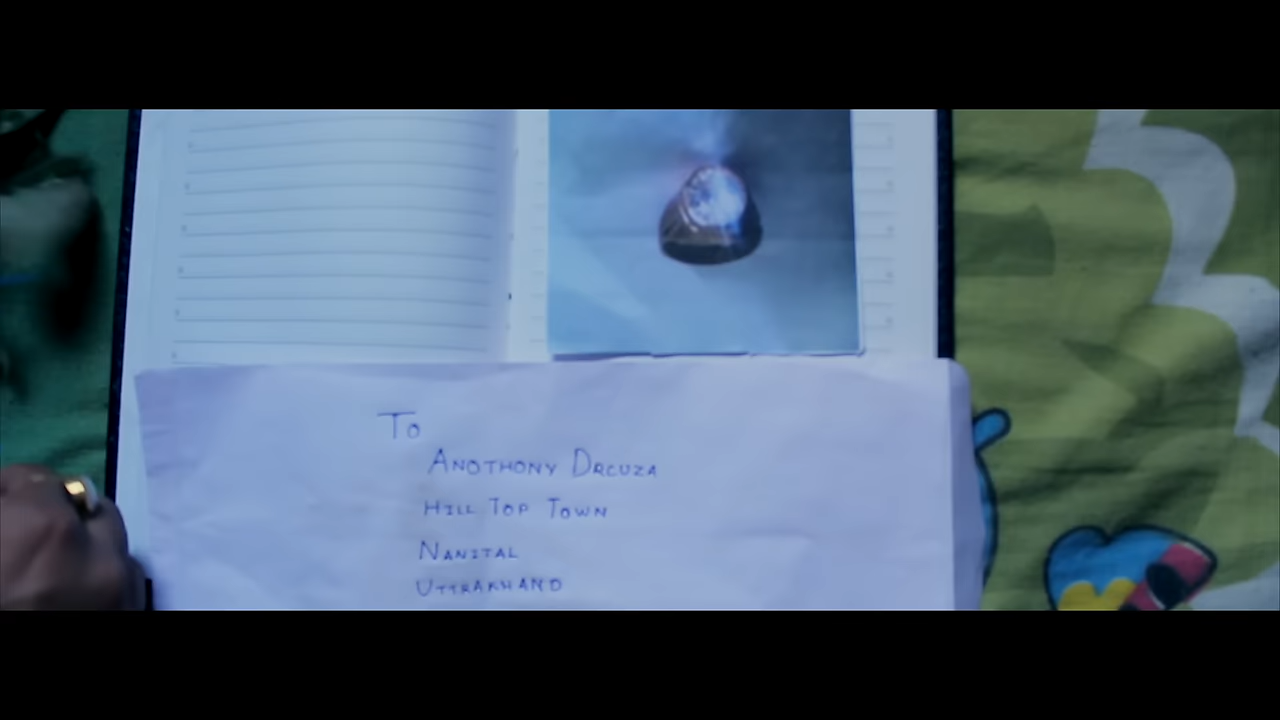 To
Anothony Drcuza
Hill Top Town
Nanital
Uttrakhand